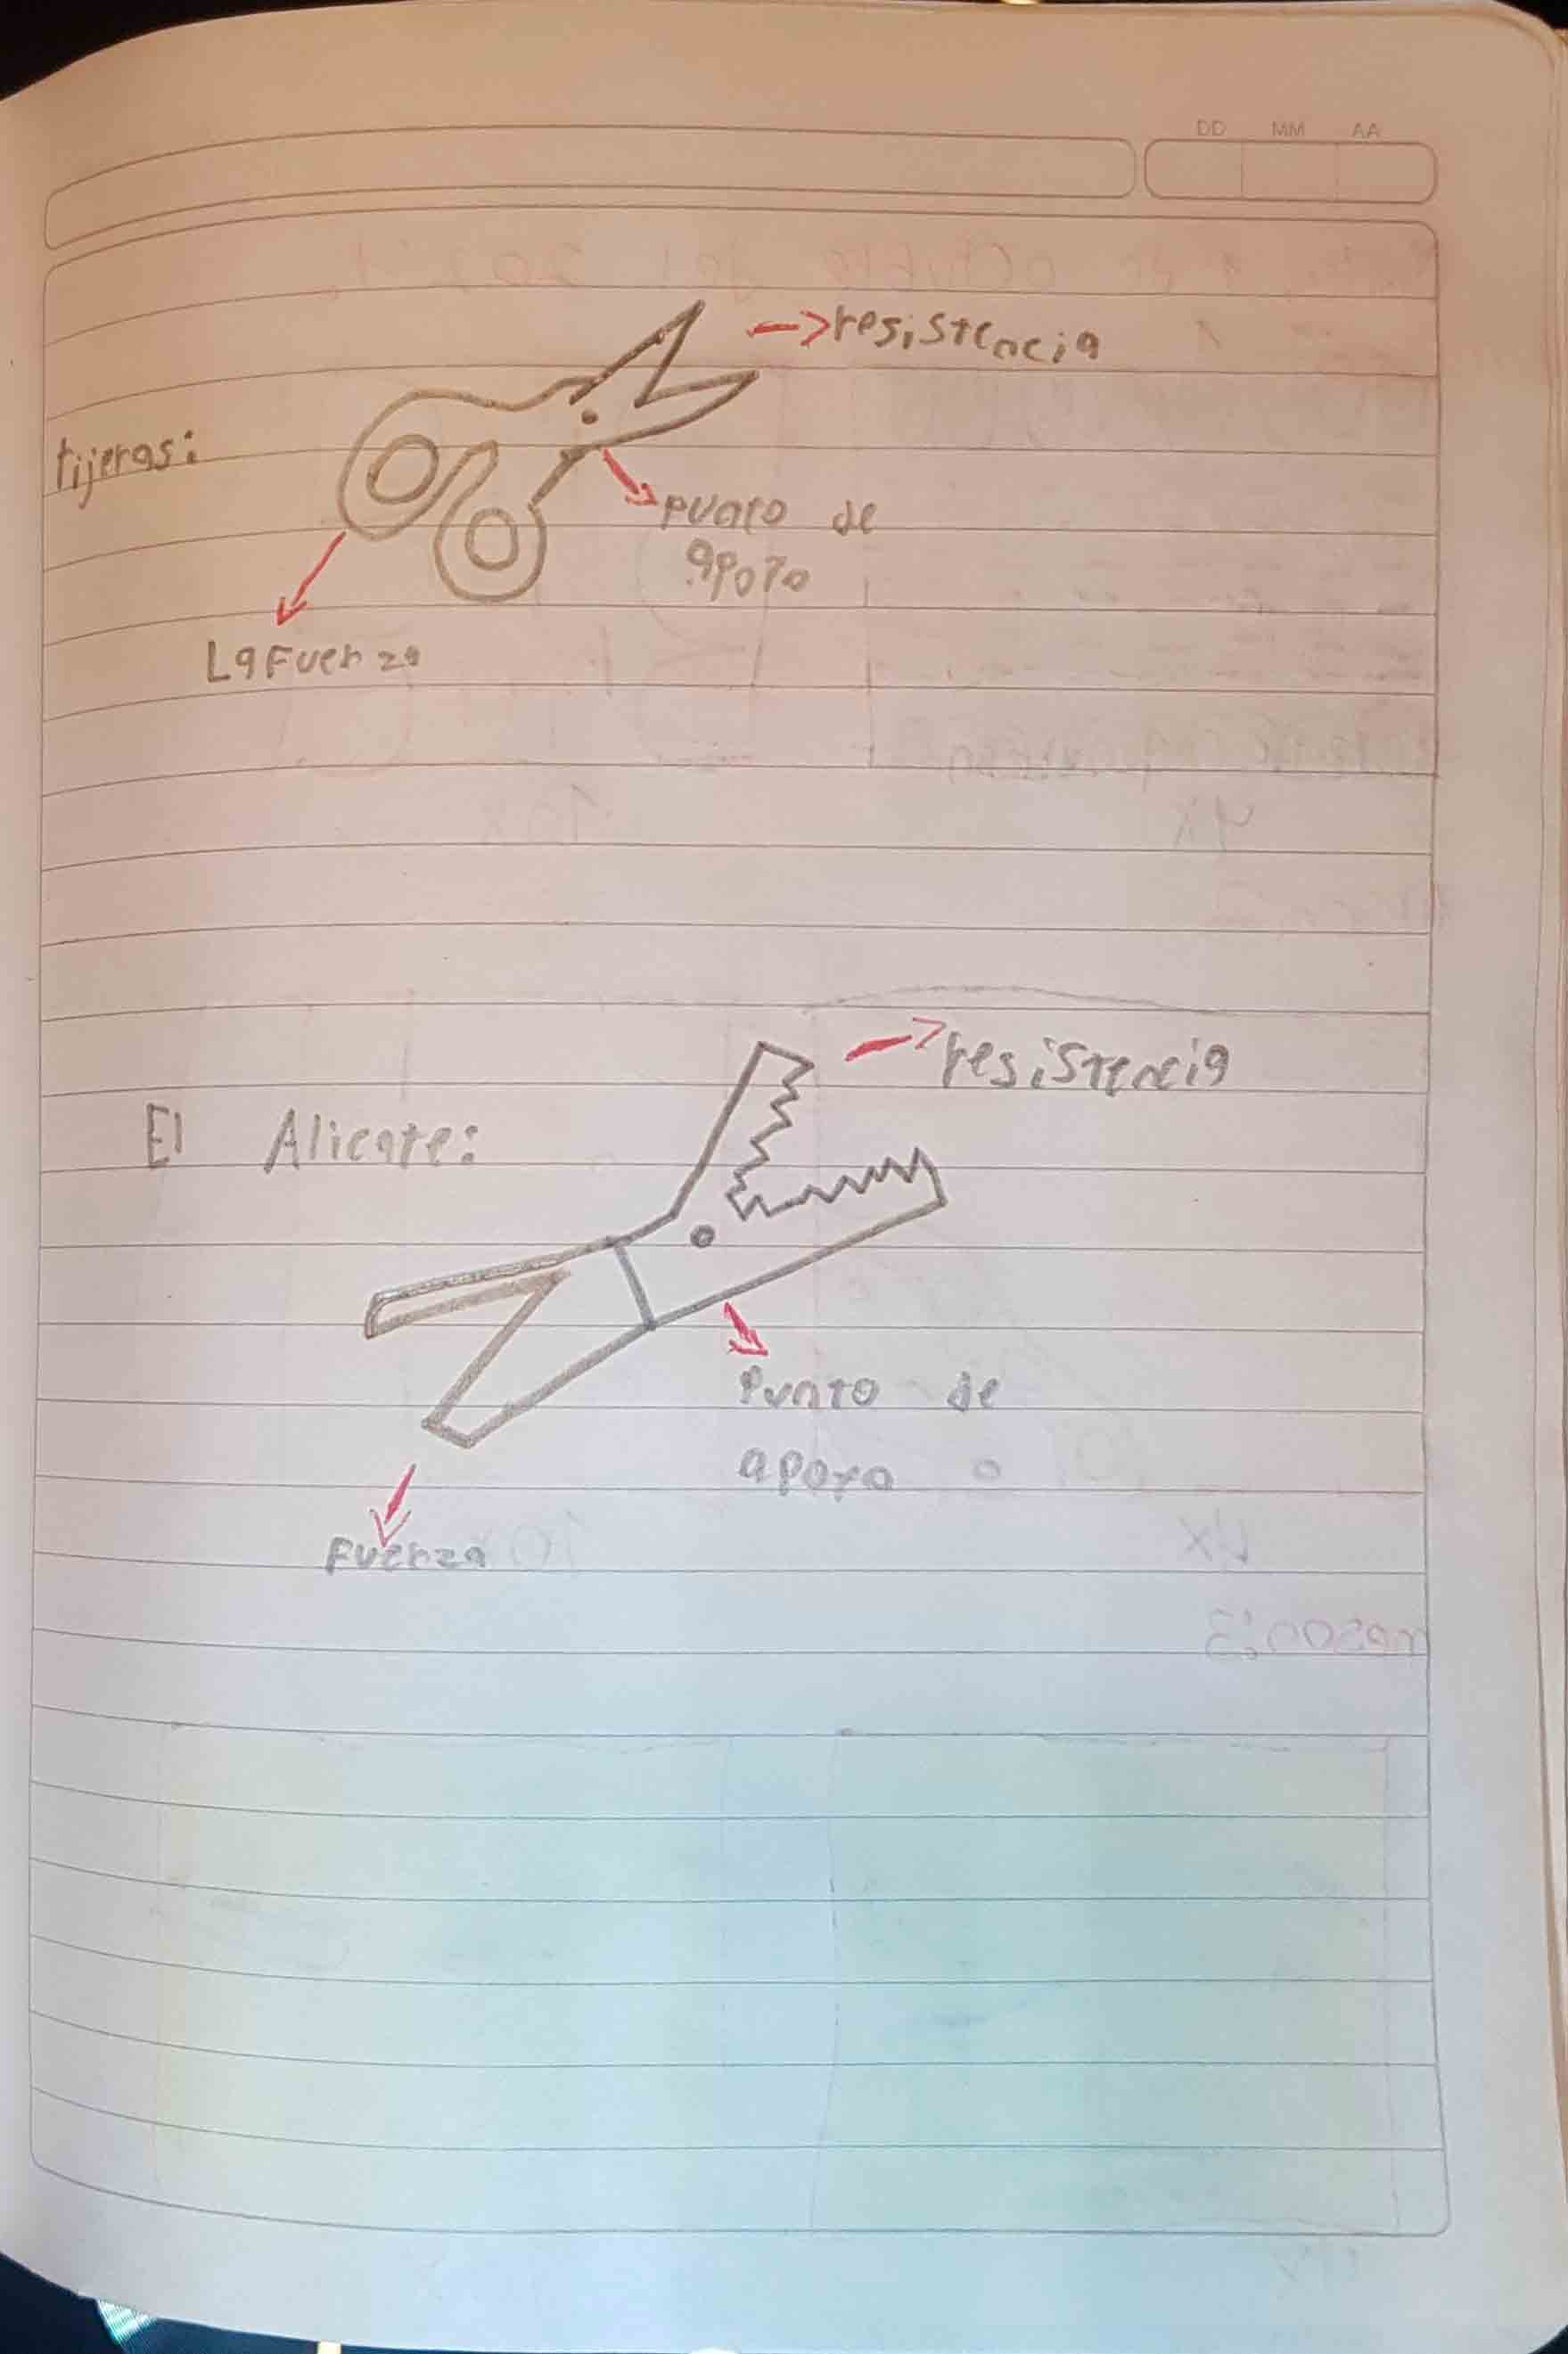 DD MM AA
→resistencia
tijeras:
punto de
apoyo
La Fuerza
→resistencia
El Alicate:
Punto de
apoyo
Fuerza